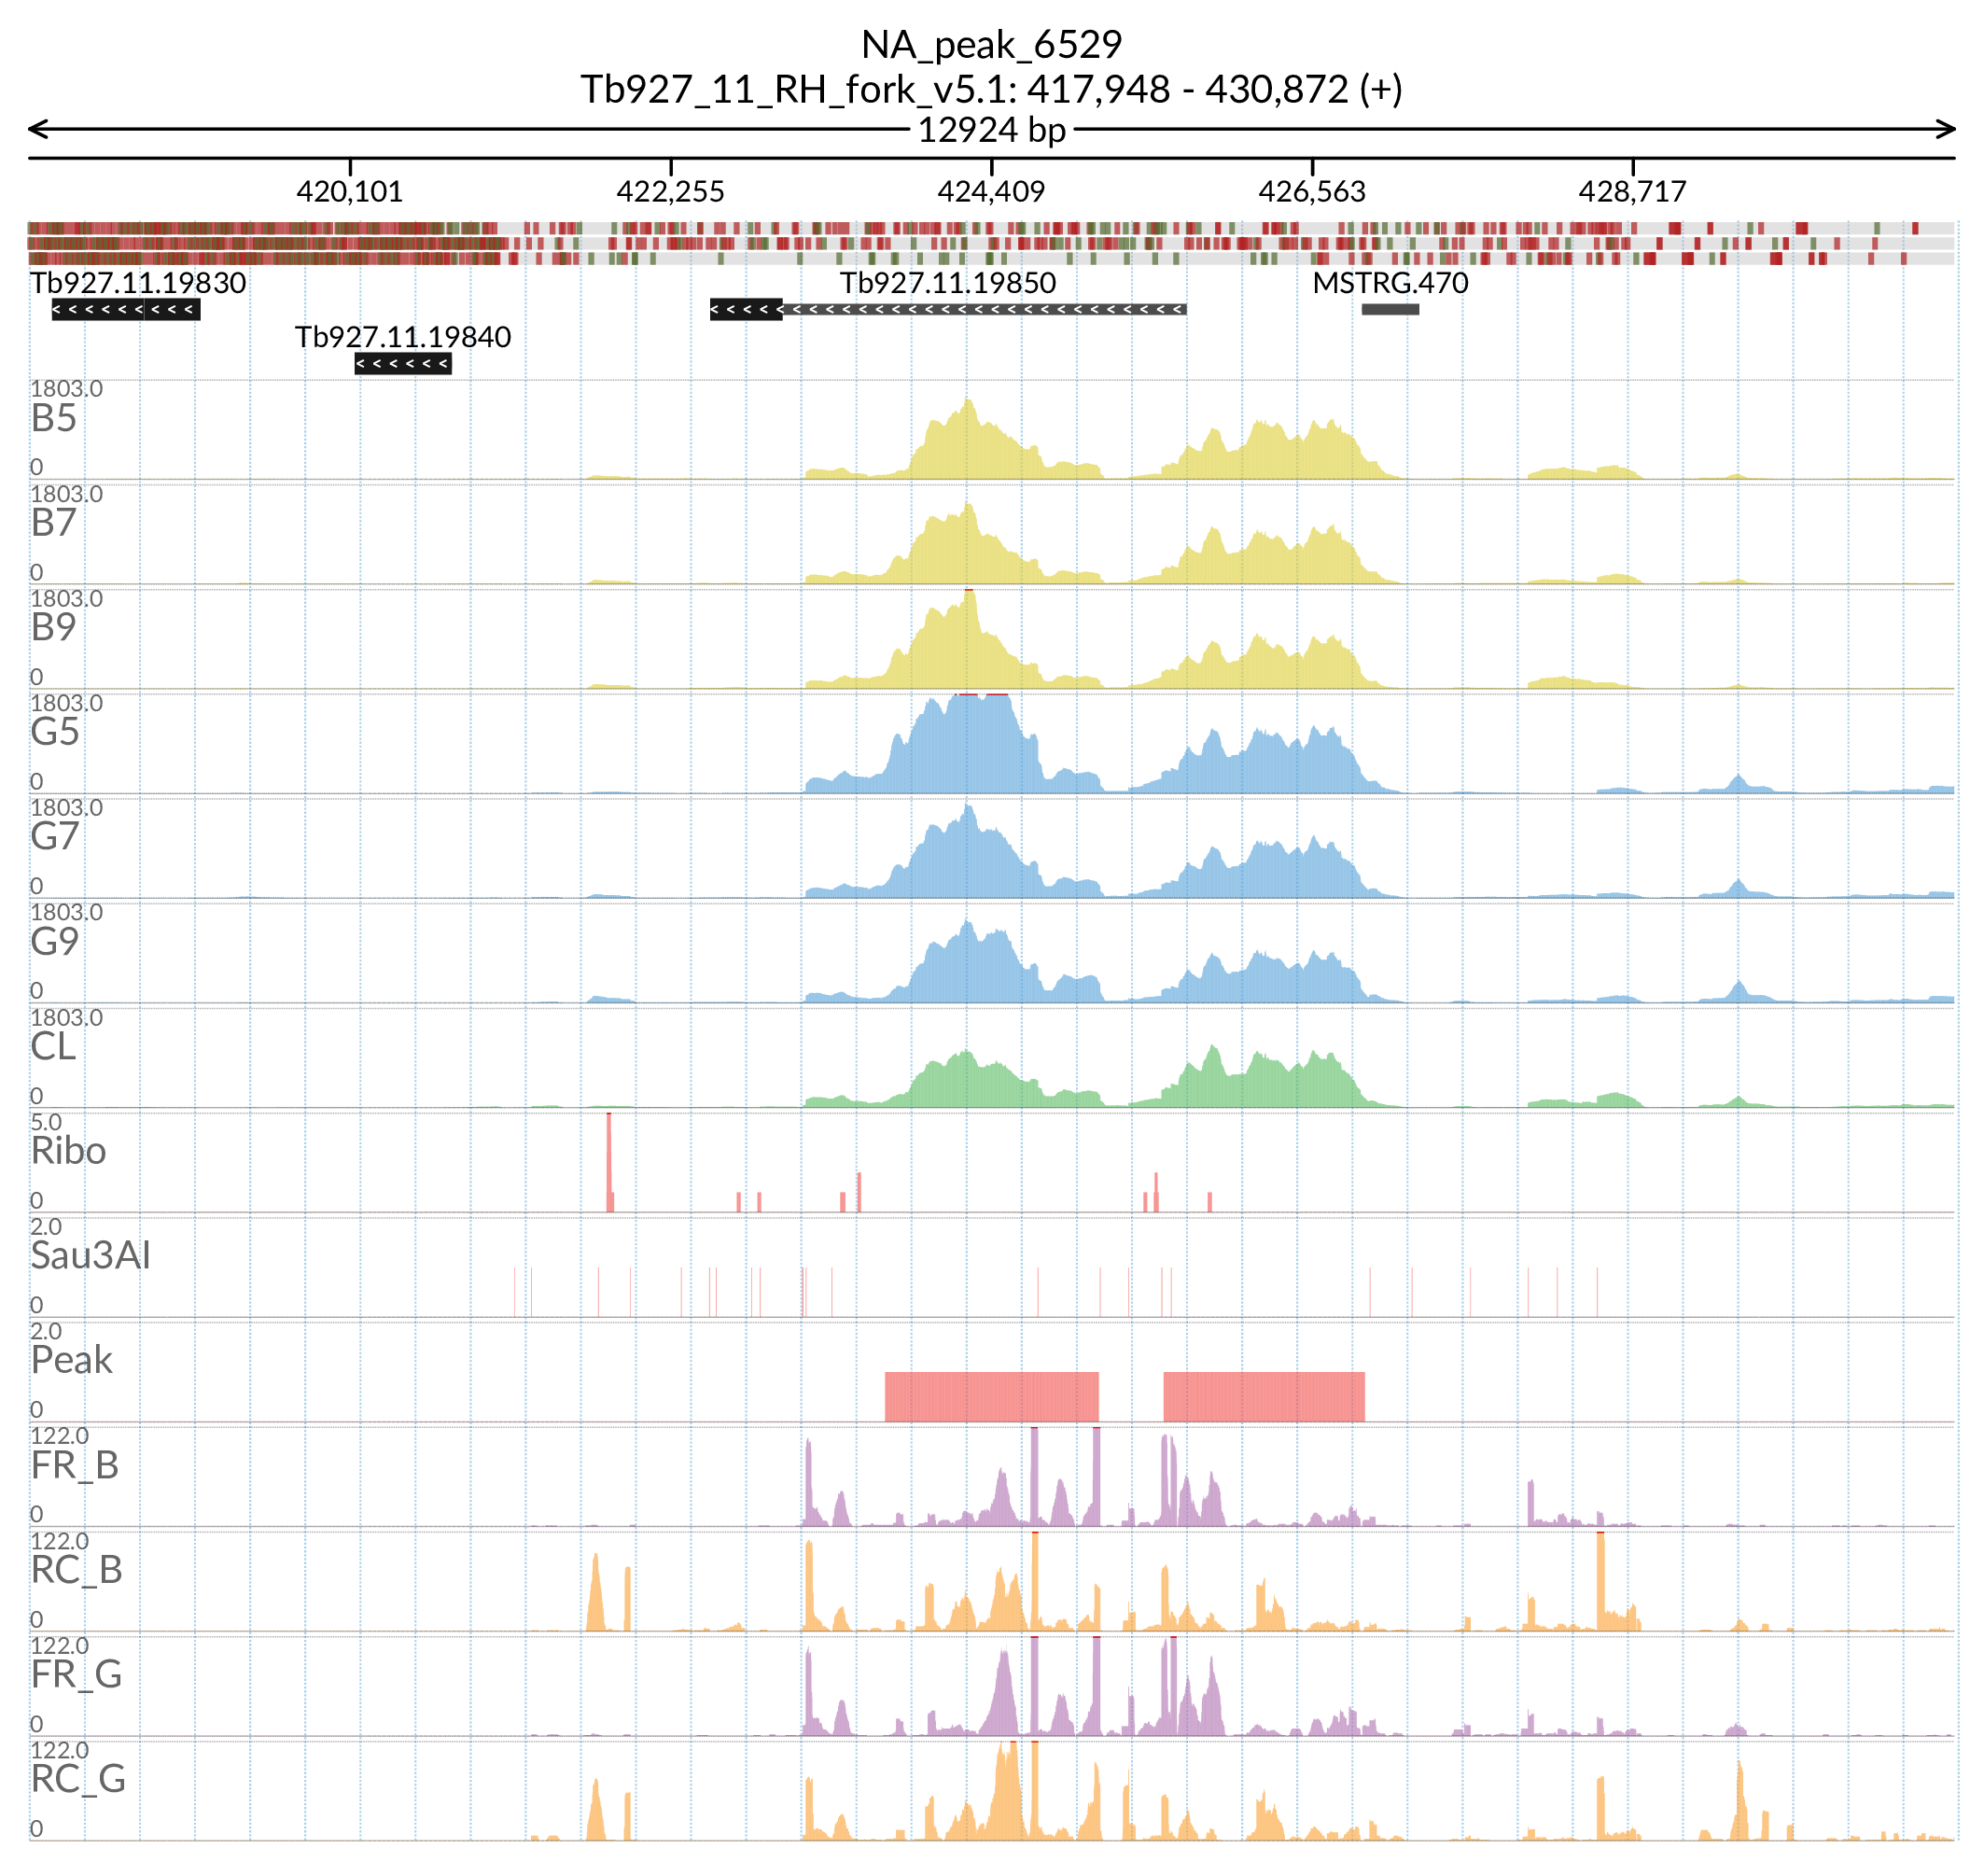 NA_peak_6529
Tb927_11_RH_fork_v5.1: 417,948 - 430,872 (+)
12924 bp
420,101 422,255 424,409 426,563 428,717
Tb927.11.19830 Tb927.11.19850 MSTRG.470
Tb927.11.19840
1803.0
B5
0
1803.0
B7
0
1803.0
B9
0
1803.0
G5
0
1803.0
G7
0
1803.0
G9
0
1803.0
CL
0
5.0
Ribo
0
2.0
Sau3AI
0
2.0
Peak
0
122.0
FR_B
0
122.0
RC_B
0
122.0
FR_G
0
122.0
RC_G
0